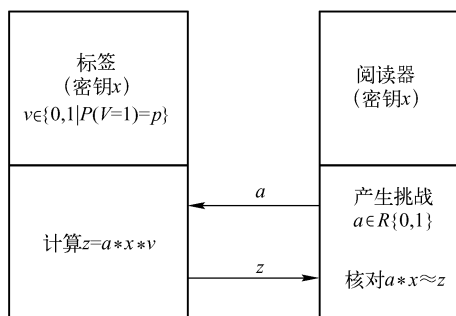 标签
(密钥x)
v∈{0,1|P(V=1)=p}
阅读器
(密钥x)
计算z=a*x*v
a
z
产生挑战
a∈R{0,1}
核对a*x≈z